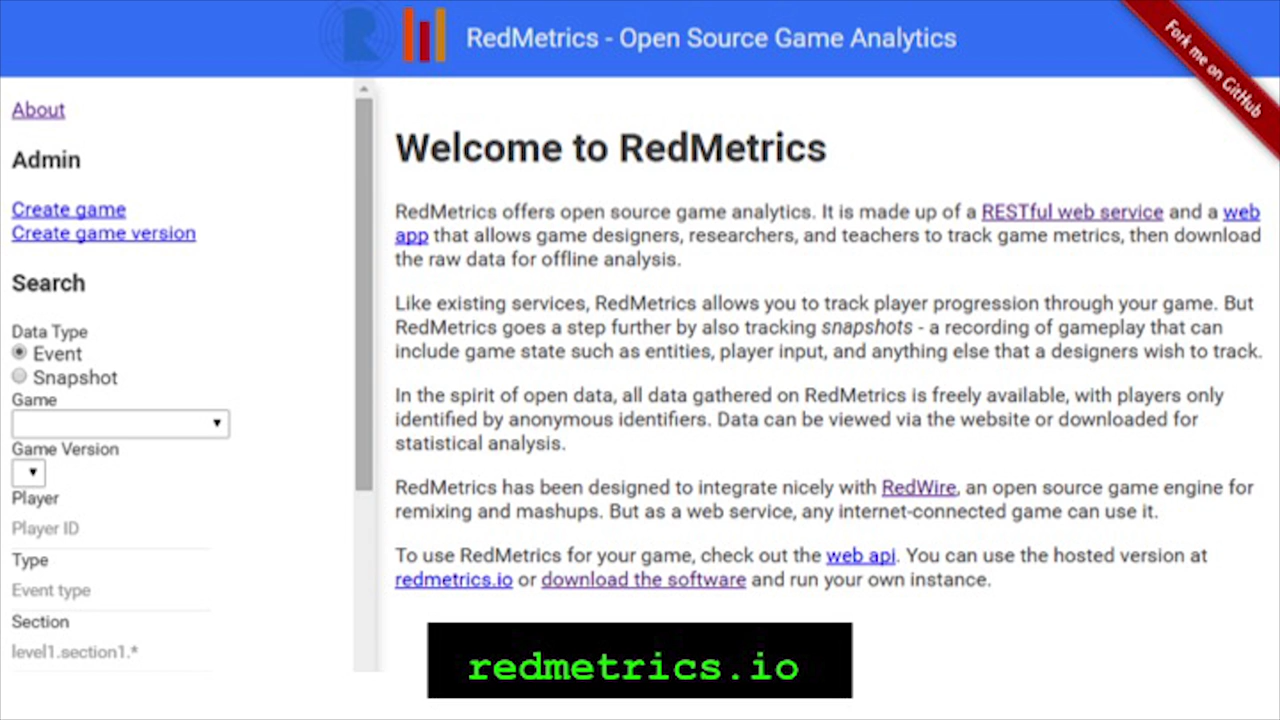 RedMetrics - Open Source Game Analytics
Fork me on GitHub
About
Admin
Create game
Create game version
Search
Data Type
Event
Snapshot
Game
Game Version
Player
Player ID
Type
Event type
Section
level1.section1.*
Welcome to RedMetrics
RedMetrics offers open source game analytics. It is made up of a RESTful web service and a web
app that allows game designers, researchers, and teachers to track game metrics, then download
the raw data for offline analysis.
Like existing services, RedMetrics allows you to track player progression through your game. But
RedMetrics goes a step further by also tracking snapshots - a recording of gameplay that can
include game state such as entities, player input, and anything else that a designers wish to track.
In the spirit of open data, all data gathered on RedMetrics is freely available, with players only
identified by anonymous identifiers. Data can be viewed via the website or downloaded for
statistical analysis.
RedMetrics has been designed to integrate nicely with RedWire, an open source game engine for
remixing and mashups. But as a web service, any internet-connected game can use it.
To use RedMetrics for your game, check out the web api. You can use the hosted version at
redmetrics.io or download the software and run your own instance.
redmetrics.io